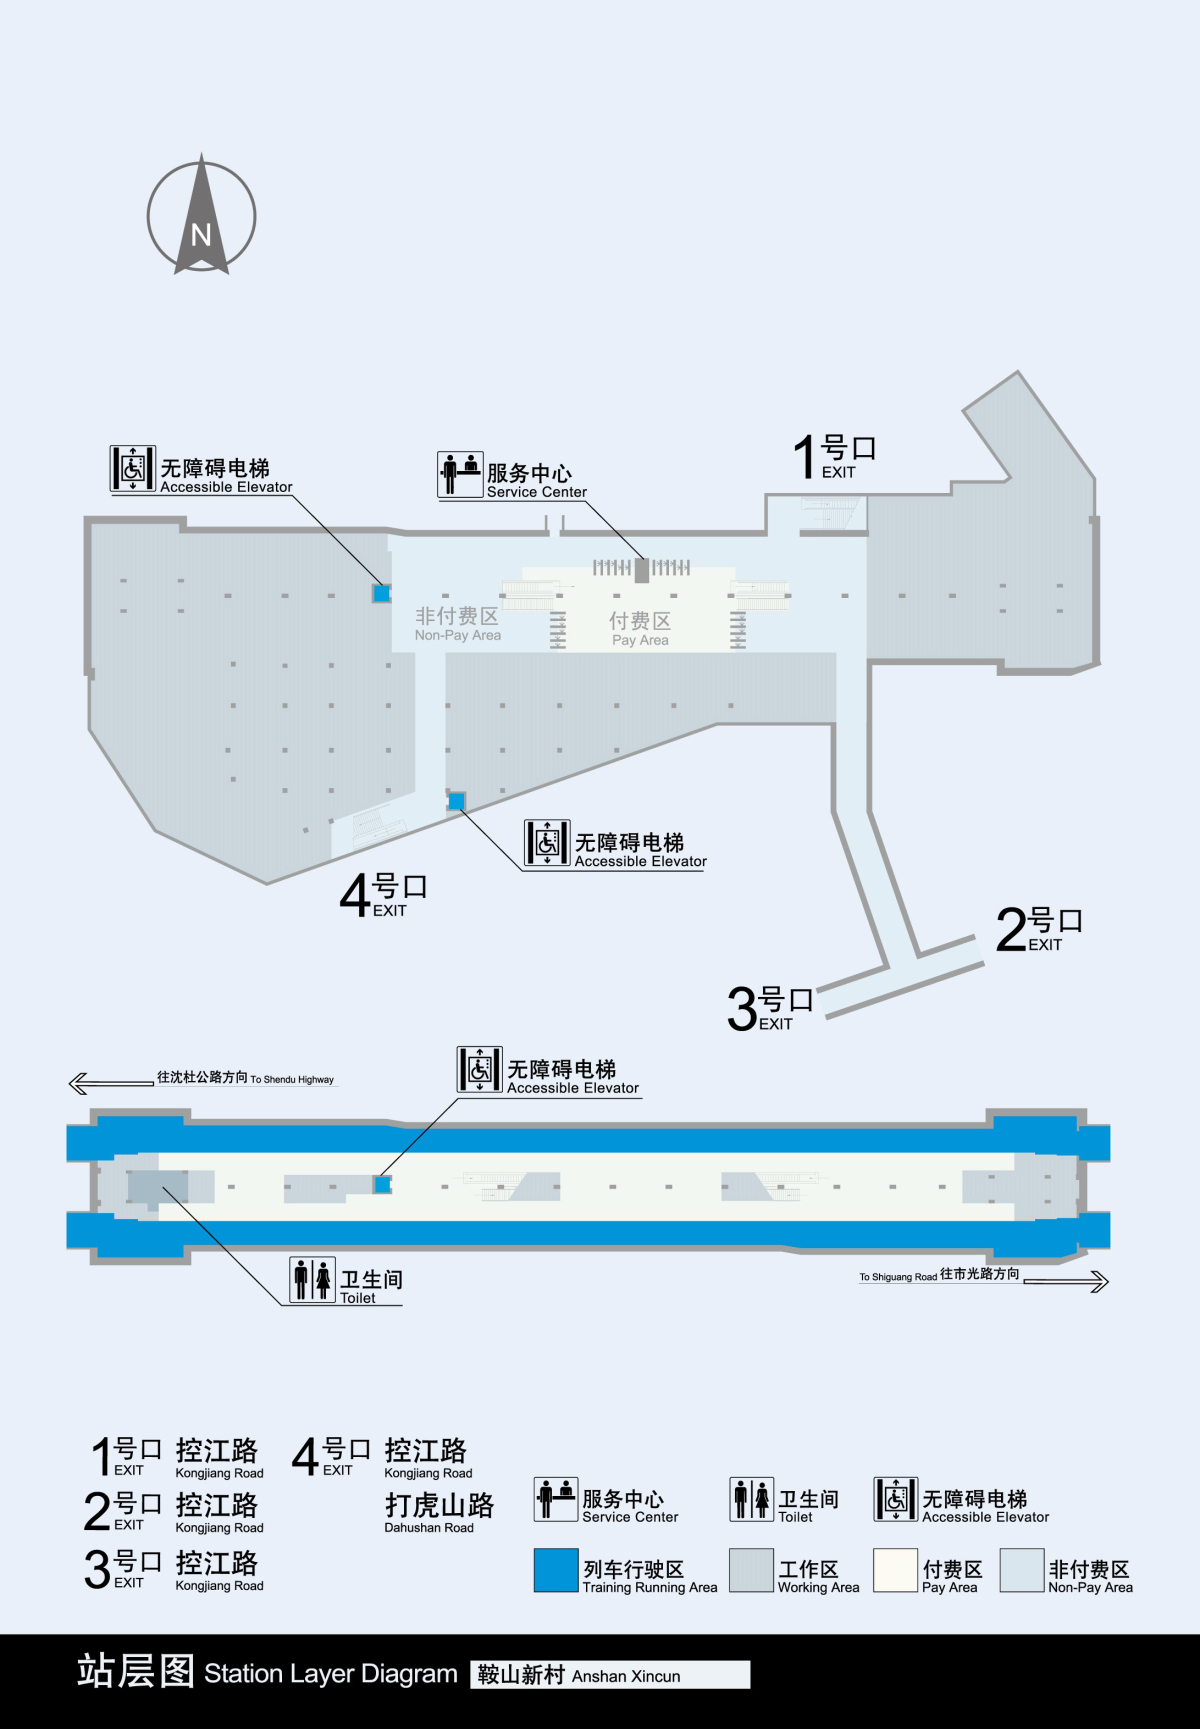 N
1号口
EXIT
无障碍电梯
Accessible Elevator
服务中心
Service Center
非付费区
Non-Pay Area
付费区
Pay Area
无障碍电梯
Accessible Elevator
4号口
EXIT
2号口
EXIT
3号口
EXIT
无障碍电梯
Accessible Elevator
往沈杜公路方向 To Shendu Highway
卫生间
Toilet
To Shiguang Road 往市光路方向
1号口 控江路
EXIT Kongjiang Road
2号口 控江路
EXIT Kongjiang Road
3号口 控江路
EXIT Kongjiang Road
4号口 控江路
EXIT Kongjiang Road
打虎山路
Dahushan Road
服务中心
Service Center
卫生间
Toilet
无障碍电梯
Accessible Elevator
列车行驶区
Training Running Area
工作区
Working Area
付费区
Pay Area
非付费区
Non-Pay Area
站层图 Station Layer Diagram 鞍山新村 Anshan Xincun